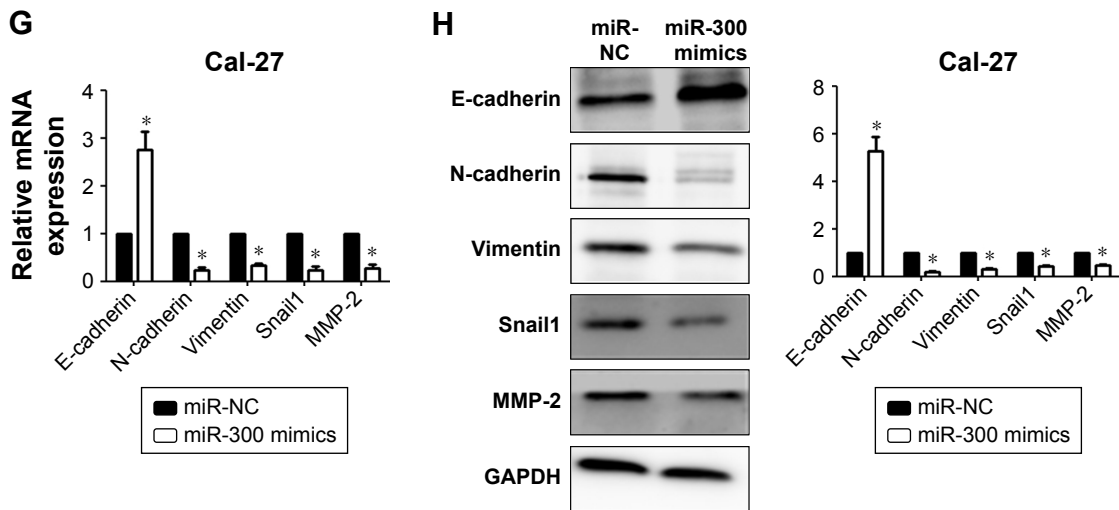 G
Cal-27
Relative mRNA
expression
4
3
2
1
0
*
*
*
*
*
E-cadherin
N-cadherin
Vimentin
Snail1
MMP-2
miR-NC
miR-300 mimics
H
miR-
NC
miR-300
mimics
E-cadherin
N-cadherin
Vimentin
Snail1
MMP-2
GAPDH
Cal-27
8
6
4
2
0
*
*
*
*
*
E-cadherin
N-cadherin
Vimentin
Snail1
MMP-2
miR-NC
miR-300 mimics